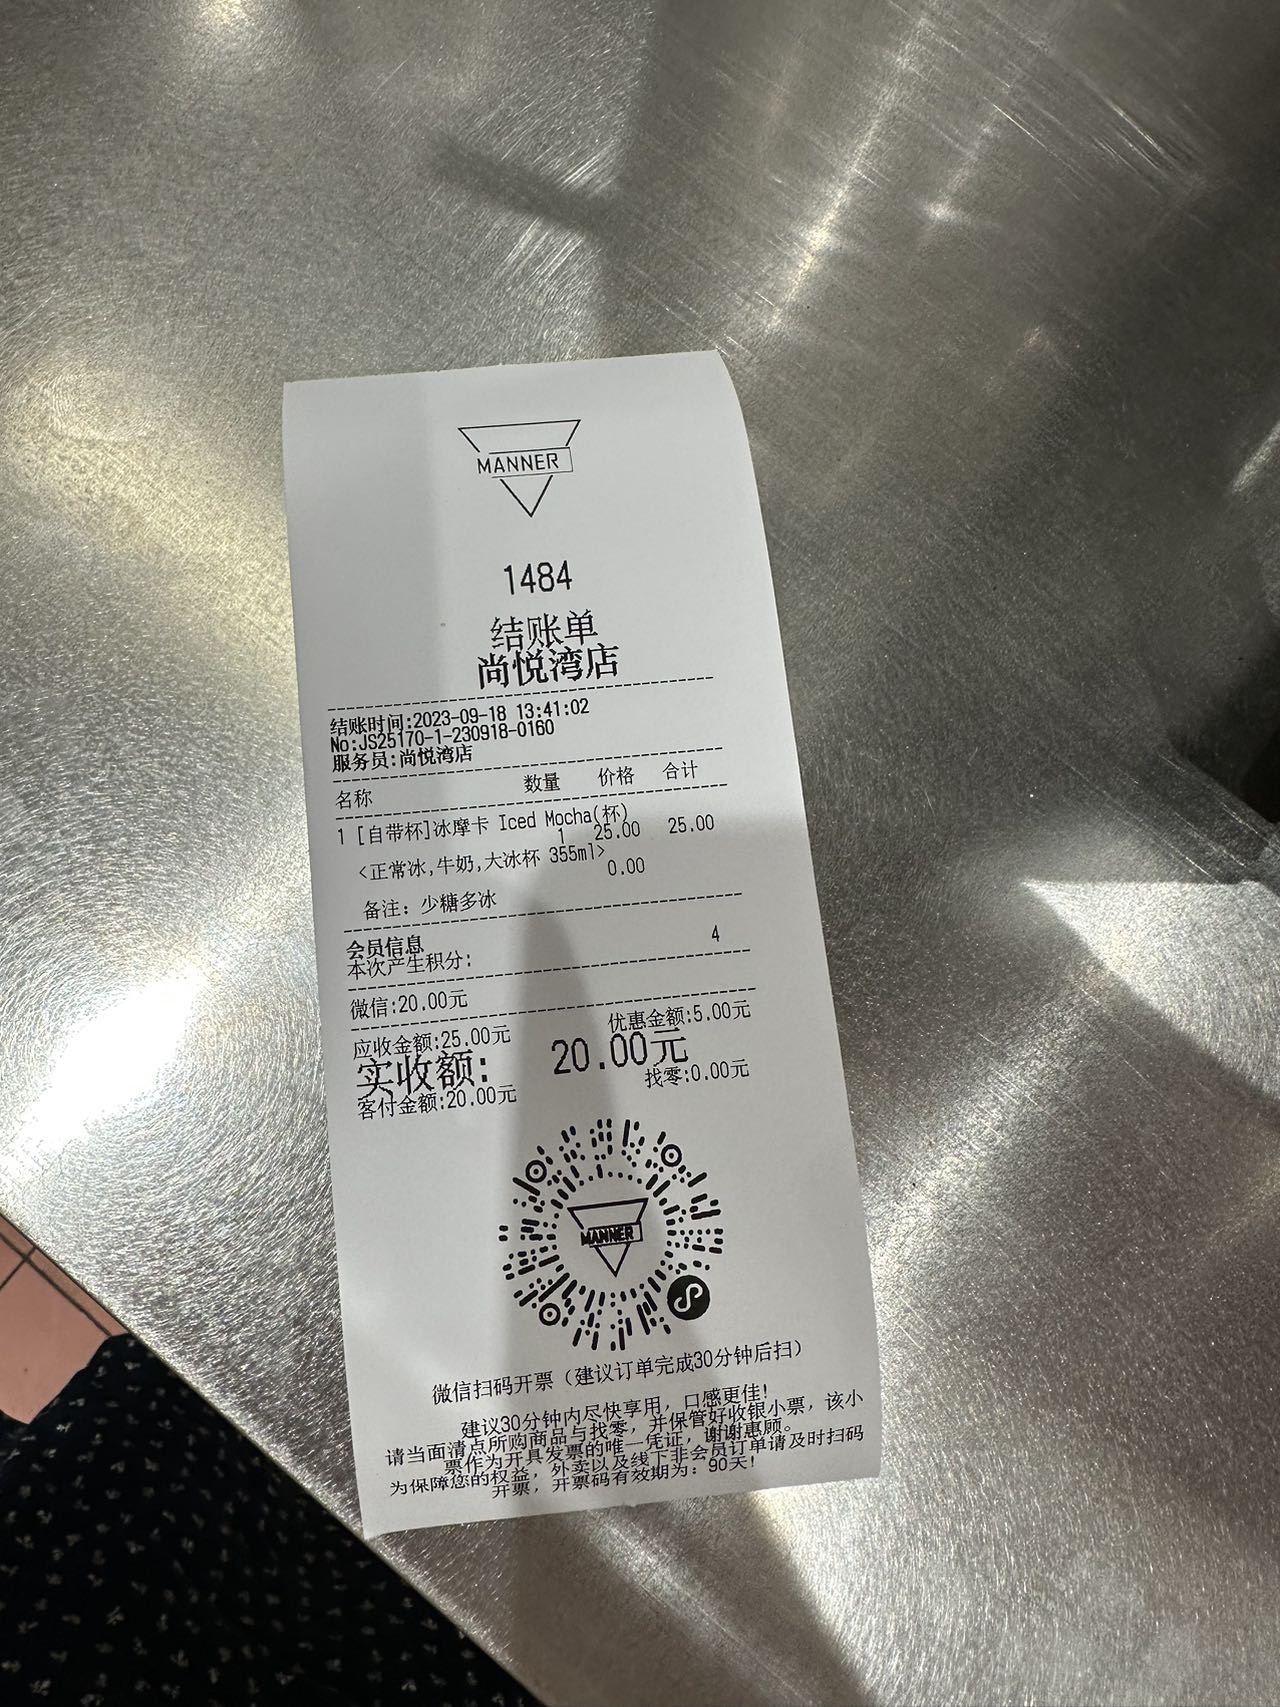 MANNER
1484
结账单
尚悦湾店
结账时间:2023-09-18 13:41:02
No:JS25170-1-230918-0160
服务员:尚悦湾店
名称 数量 价格 合计
1 [自带杯]冰摩卡 Iced Mocha(杯)
1 25.00 25.00
<正常冰,牛奶,大冰杯 355ml>
0.00
备注: 少糖多冰
会员信息
本次产生积分: 4
微信:20.00元
应收金额:25.00元 优惠金额:5.00元
实收额: 20.00元
客付金额:20.00元 找零:0.00元
MANNER
微信扫码开票（建议订单完成30分钟后扫）
建议30分钟内尽快享用，口感更佳!
请当面清点所购商品与找零，并保管好收银小票，该小
票作为开具发票的唯一凭证，谢谢惠顾。
为保障您的权益，外卖以及线下非会员订单请及时扫码
开票，开票码有效期为：90天!